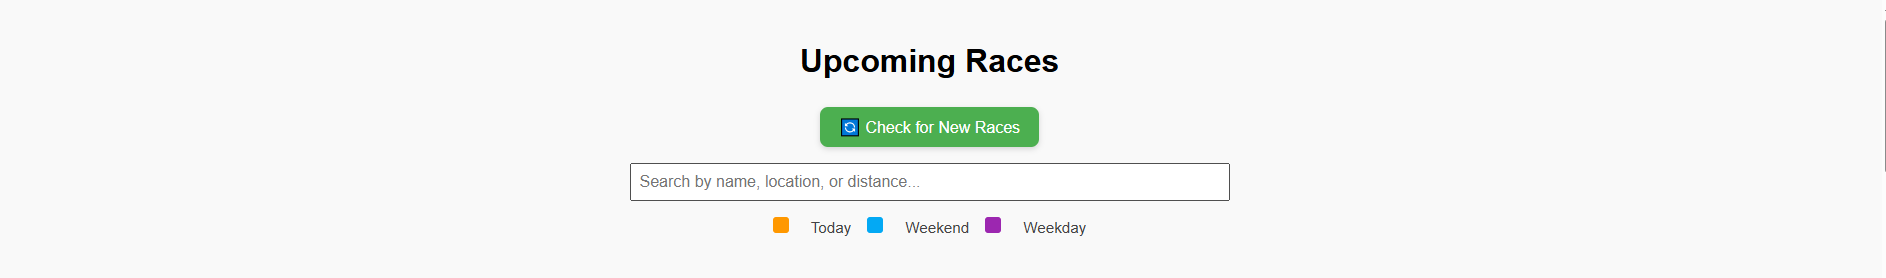 Upcoming Races
Check for New Races
Search by name, location, or distance...
Today Weekend Weekday